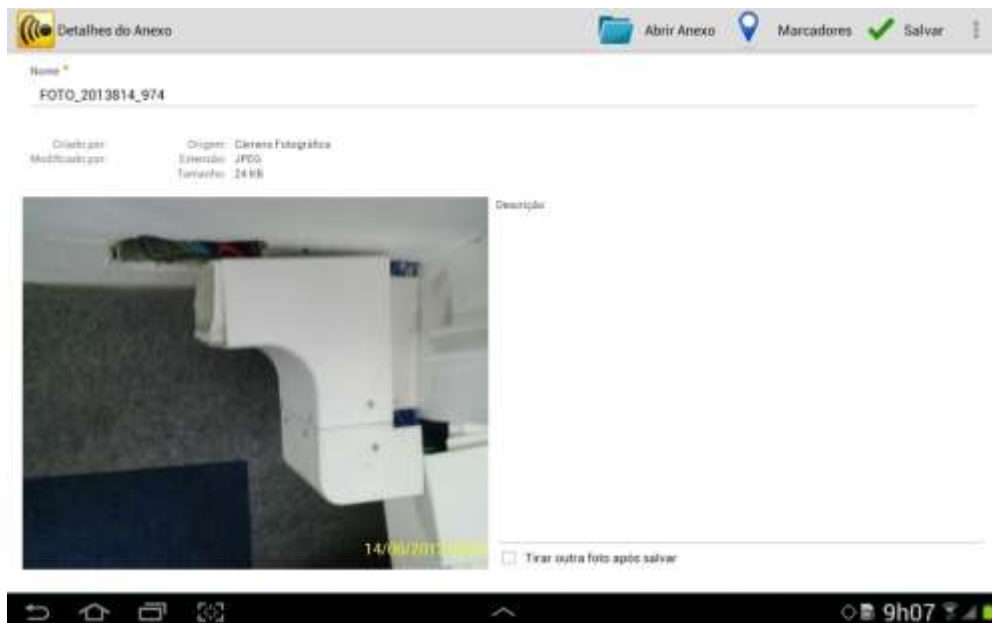 Detalhes do Anexo
Abrir Anexo
Marcadores
Salvar
Nome *
FOTO_2013814_974
Criado por:
Origem: Câmera Fotográfica
Modificado por:
Extensão: JPEG
Tamanho: 24 KB
Descrição:
Tirar outra foto após salvar
9h07